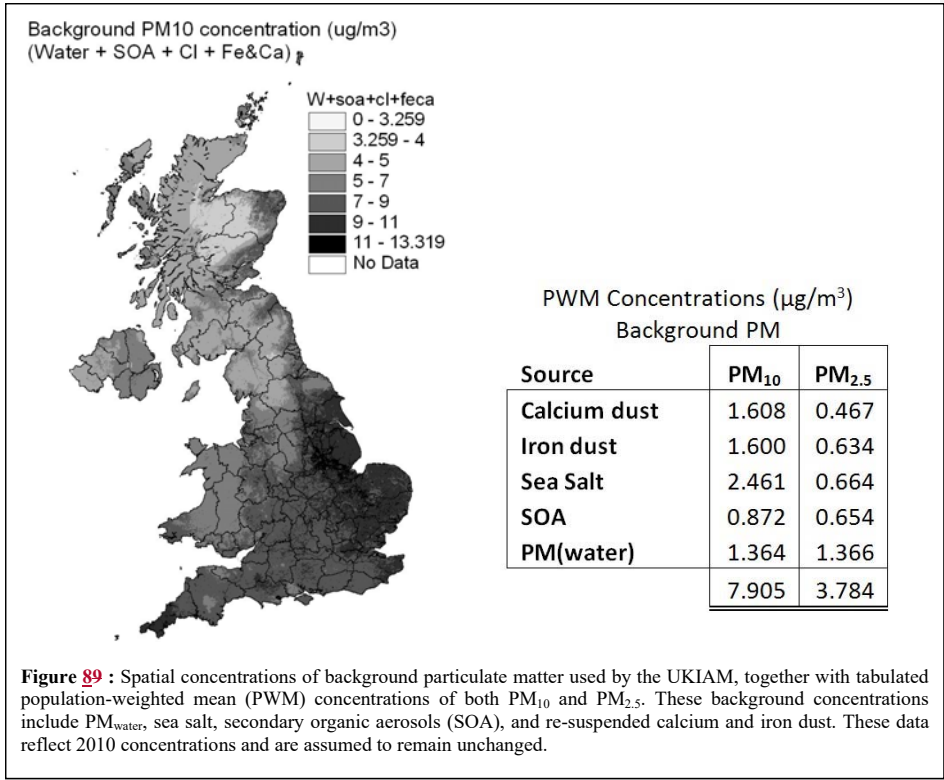 Background PM10 concentration (ug/m3)
(Water + SOA + Cl + Fe&Ca)
W+soa+cl+feca
0 - 3.259
3.259 - 4
4 - 5
5 - 7
7 - 9
9 - 11
11 - 13.319
No Data
PWM Concentrations (µg/m³)
Background PM
Source PM₁₀ PM₂.₅
Calcium dust 1.608 0.467
Iron dust 1.600 0.634
Sea Salt 2.461 0.664
SOA 0.872 0.654
PM(water) 1.364 1.366
7.905 3.784
Figure 89 : Spatial concentrations of background particulate matter used by the UKIAM, together with tabulated
population-weighted mean (PWM) concentrations of both PM₁₀ and PM₂.₅. These background concentrations
include PMwater, sea salt, secondary organic aerosols (SOA), and re-suspended calcium and iron dust. These data
reflect 2010 concentrations and are assumed to remain unchanged.